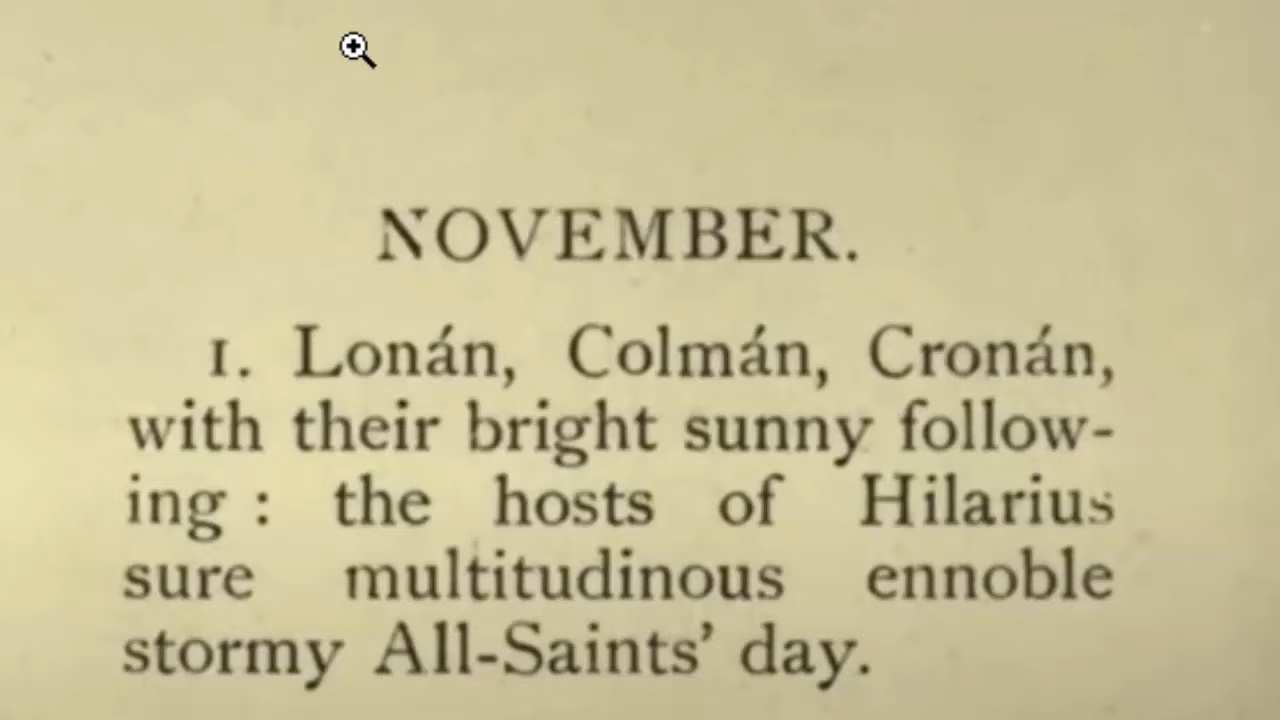 NOVEMBER.
1. Lonán, Colmán, Cronán,
with their bright sunny follow-
ing : the hosts of Hilarius
sure multitudinous ennoble
stormy All-Saints’ day.